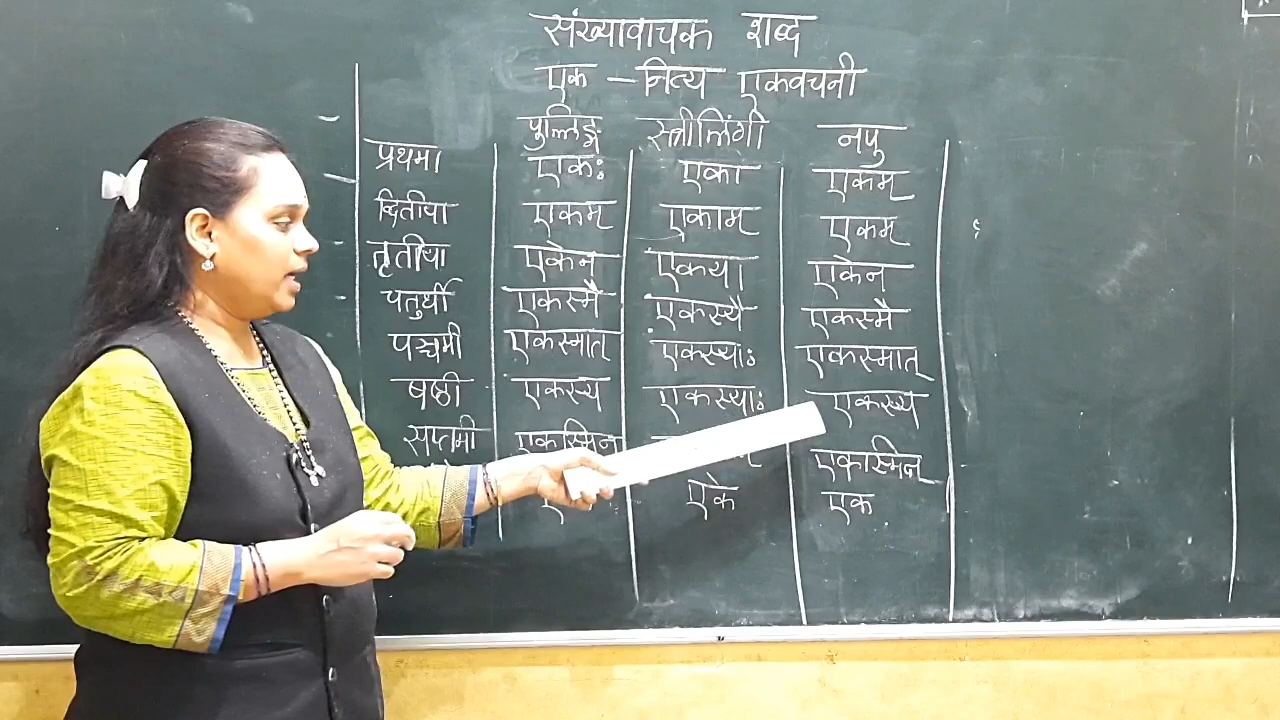 संख्यावाचक शब्द
एक – नित्य एकवचनी
पुल्लिङ्ग स्त्रीलिंगी नपु
प्रथमा एकः एका एकम्
द्वितीया एकम् एकाम् एकम्
तृतीया एकेन एकया एकेन
चतुर्थी एकस्मै एकस्यै एकस्मै
पञ्चमी एकस्मात् एकस्याः एकस्मात्
षष्ठी एकस्य एकस्याः एकस्य
सप्तमी एकस्मिन् एकस्मिन्
ऐके एक